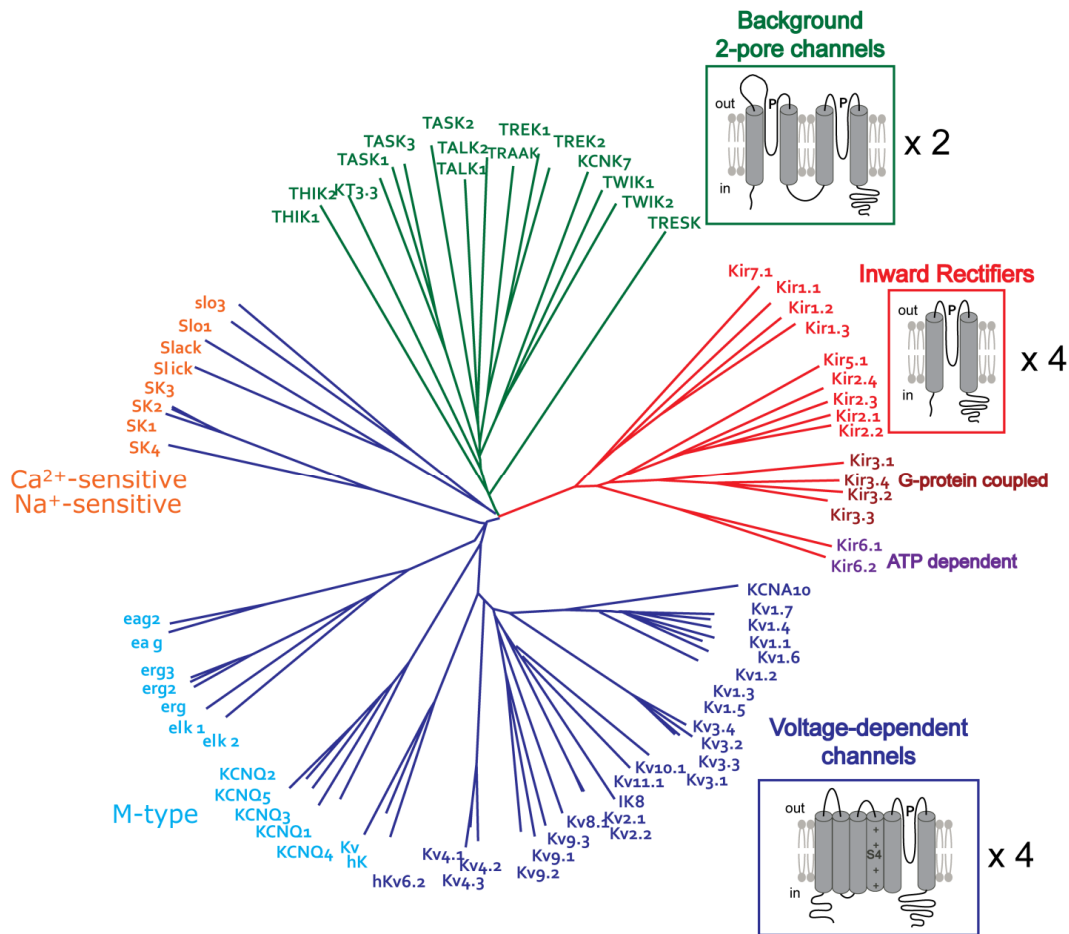 Background
2-pore channels
out
P
P
in
x 2
TASK2
TASK3
TALK2
TREK1
TREK2
TASK1
TALK1
TRAAK
KCNK7
THIK2
KT3.3
TWIK1
THIK1
TWIK2
TRESK
Inward Rectifiers
out
P
in
x 4
Kir7.1
Kir1.1
Kir1.2
Kir1.3
Kir5.1
Kir2.4
Kir2.3
Kir2.1
Kir2.2
Kir3.1
Kir3.4
G-protein coupled
Kir3.2
Kir3.3
Kir6.1
Kir6.2
ATP dependent
slo3
Slo1
Slack
Slick
SK3
SK2
SK1
SK4
Ca²⁺-sensitive
Na⁺-sensitive
eag2
ea g
erg3
erg2
erg
elk 1
elk 2
KCNQ2
KCNQ5
KCNQ3
KCNQ1
KCNQ4
M-type
Kv
hK
hKv6.2
Kv4.1
Kv4.3
Kv4.2
Kv9.2
Kv9.1
Kv9.3
Kv8.1
Kv2.2
Kv2.1
IK8
Kv11.1
Kv10.1
Kv3.1
Kv3.3
Kv3.2
Kv3.4
Kv1.5
Kv1.3
Kv1.2
Kv1.6
Kv1.1
Kv1.4
Kv1.7
KCNA10
Voltage-dependent
channels
out
P
+
+
S4
+
+
in
x 4